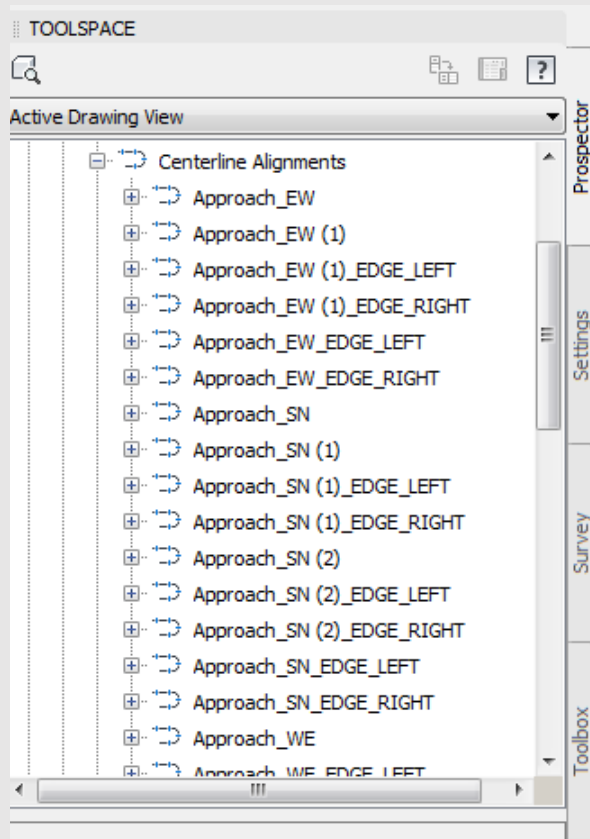 TOOLSPACE
?
Active Drawing View
Centerline Alignments
Approach_EW
Approach_EW (1)
Approach_EW (1)_EDGE_LEFT
Approach_EW (1)_EDGE_RIGHT
Approach_EW_EDGE_LEFT
Approach_EW_EDGE_RIGHT
Approach_SN
Approach_SN (1)
Approach_SN (1)_EDGE_LEFT
Approach_SN (1)_EDGE_RIGHT
Approach_SN (2)
Approach_SN (2)_EDGE_LEFT
Approach_SN (2)_EDGE_RIGHT
Approach_SN_EDGE_LEFT
Approach_SN_EDGE_RIGHT
Approach_WE
Approach_WE_EDGE_LEFT
Prospector
Settings
Survey
Toolbox